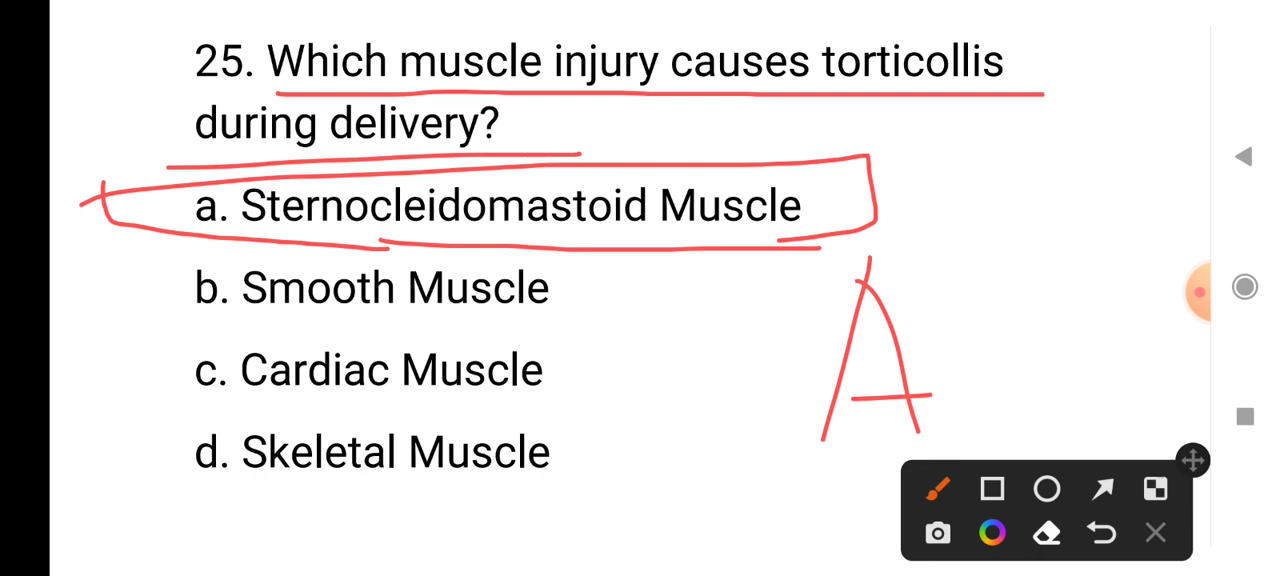 25. Which muscle injury causes torticollis
during delivery?
a. Sternocleidomastoid Muscle
b. Smooth Muscle
c. Cardiac Muscle
d. Skeletal Muscle
A